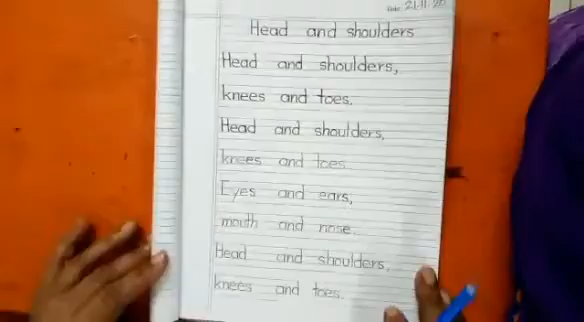 Date: 21-11-20
Head and shoulders
Head and shoulders,
knees and toes.
Head and shoulders,
knees and toes
Eyes and ears,
mouth and nose.
Head and shoulders,
knees and toes.